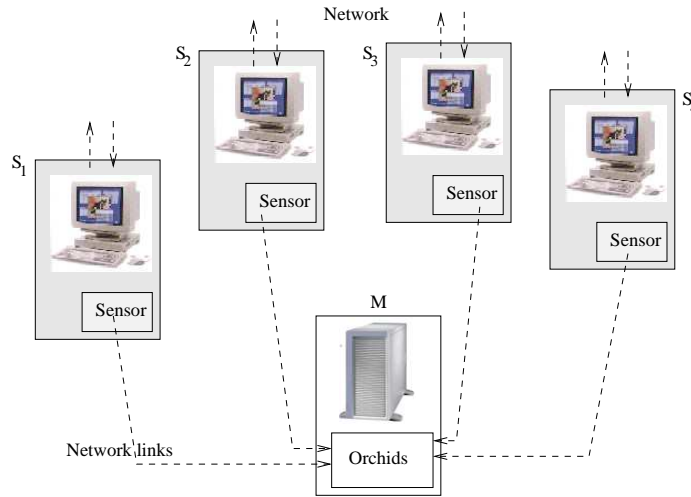 Network
S2
S3
S
S1
Sensor
Sensor
Sensor
Sensor
M
Network links
Orchids